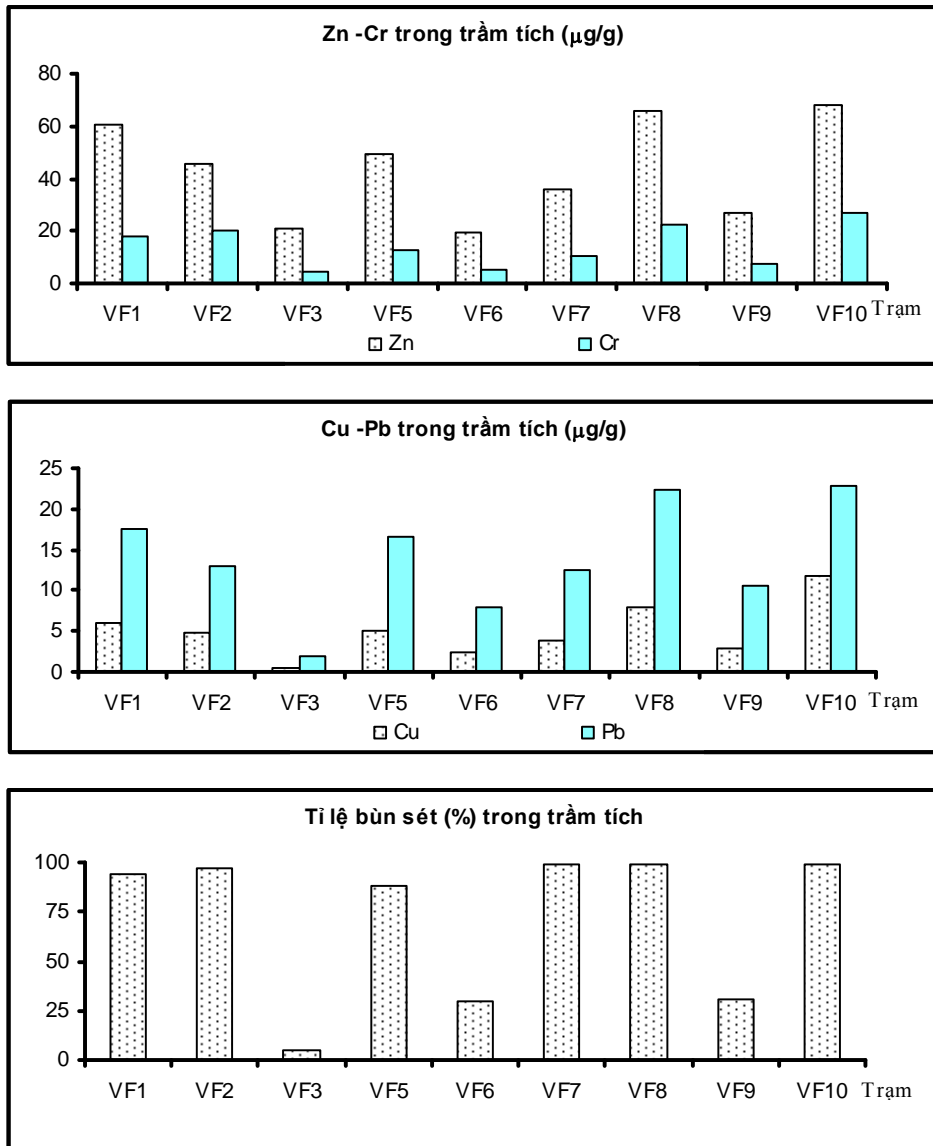 Zn -Cr trong trầm tích (μg/g)
80
60
40
20
0
VF1 VF2 VF3 VF5 VF6 VF7 VF8 VF9 VF10 Trạm
Zn Cr
Cu -Pb trong trầm tích (μg/g)
25
20
15
10
5
0
VF1 VF2 VF3 VF5 VF6 VF7 VF8 VF9 VF10 Trạm
Cu Pb
Tỉ lệ bùn sét (%) trong trầm tích
100
75
50
25
0
VF1 VF2 VF3 VF5 VF6 VF7 VF8 VF9 VF10 Trạm